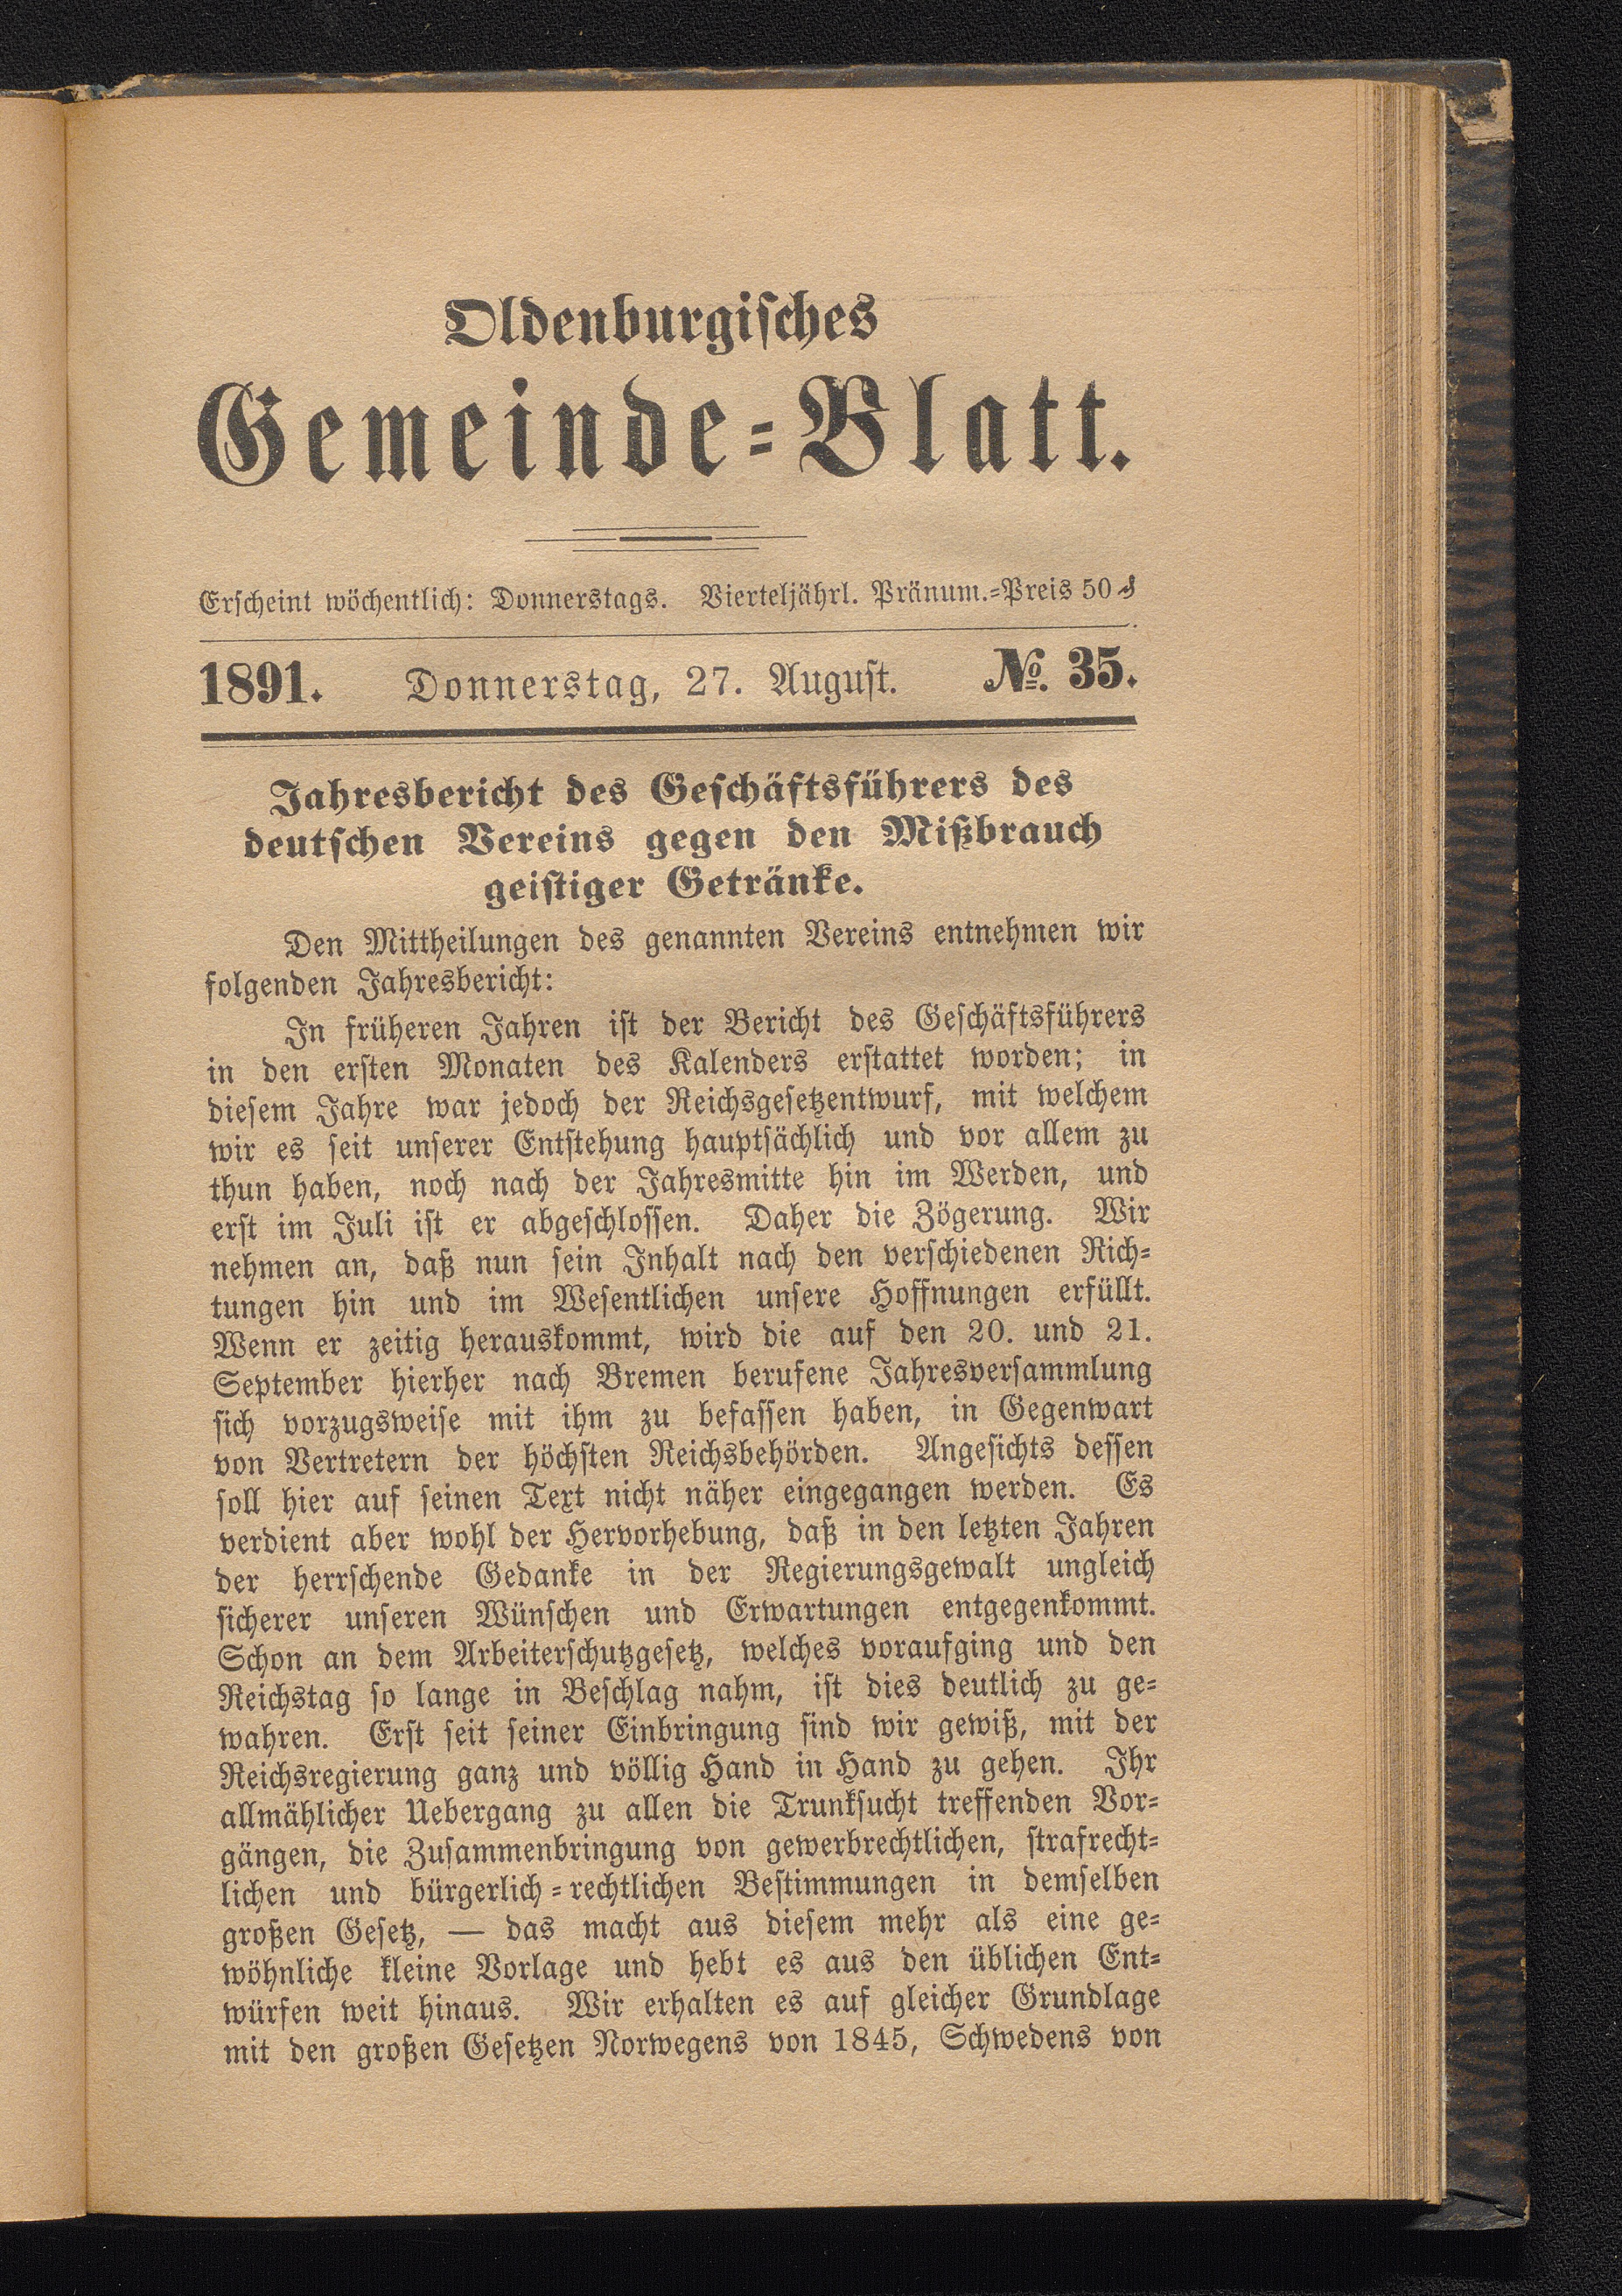 Oldenburgisches
Gemeinde-Blatt.
Erscheint wöchentlich: Donnerstags. Vierteljährl. Pränum.-Preis 50 ₰
1891. Donnerstag, 27. August. №. 35.
Jahresbericht des Geschäftsführers des
deutschen Vereins gegen den Mißbrauch
geistiger Getränke.
Den Mittheilungen des genannten Vereins entnehmen wir
folgenden Jahresbericht:
In früheren Jahren ist der Bericht des Geschäftsführers
in den ersten Monaten des Kalenders erstattet worden; in
diesem Jahre war jedoch der Reichsgesetzentwurf, mit welchem
wir es seit unserer Entstehung hauptsächlich und vor allem zu
thun haben, noch nach der Jahresmitte hin im Werden, und
erst im Juli ist er abgeschlossen. Daher die Zögerung. Wir
nehmen an, daß nun sein Inhalt nach den verschiedenen Rich-
tungen hin und im Wesentlichen unsere Hoffnungen erfüllt.
Wenn er zeitig herauskommt, wird die auf den 20. und 21.
September hierher nach Bremen berufene Jahresversammlung
sich vorzugsweise mit ihm zu befassen haben, in Gegenwart
von Vertretern der höchsten Reichsbehörden. Angesichts dessen
soll hier auf seinen Text nicht näher eingegangen werden. Es
verdient aber wohl der Hervorhebung, daß in den letzten Jahren
der herrschende Gedanke in der Regierungsgewalt ungleich
sicherer unseren Wünschen und Erwartungen entgegenkommt.
Schon an dem Arbeiterschutzgesetz, welches voraufging und den
Reichstag so lange in Beschlag nahm, ist dies deutlich zu ge-
wahren. Erst seit seiner Einbringung sind wir gewiß, mit der
Reichsregierung ganz und völlig Hand in Hand zu gehen. Ihr
allmählicher Uebergang zu allen die Trunksucht treffenden Vor-
gängen, die Zusammenbringung von gewerbrechtlichen, strafrecht-
lichen und bürgerlich-rechtlichen Bestimmungen in demselben
großen Gesetz, — das macht aus diesem mehr als eine ge-
wöhnliche kleine Vorlage und hebt es aus den üblichen Ent-
würfen weit hinaus. Wir erhalten es auf gleicher Grundlage
mit den großen Gesetzen Norwegens von 1845, Schwedens von